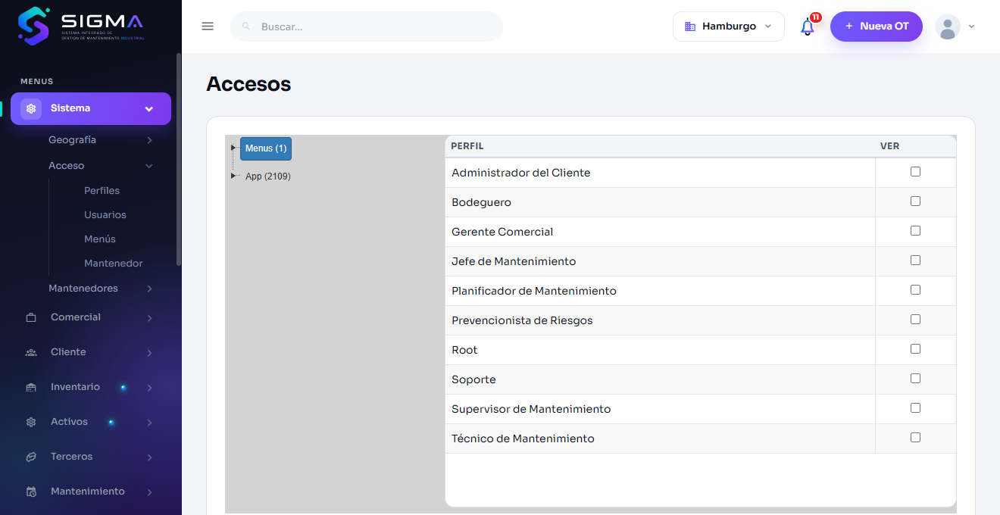 SIGMA
SISTEMA INTEGRADO DE
GESTIÓN DE MANTENIMIENTO INDUSTRIAL
Buscar...
Hamburgo
11
+ Nueva OT
MENUS
Sistema
Geografía
Acceso
Perfiles
Usuarios
Menús
Mantenedor
Mantenedores
Comercial
Cliente
Inventario
Activos
Terceros
Mantenimiento
Accesos
Menus (1)
App (2109)
PERFIL VER
Administrador del Cliente
Bodeguero
Gerente Comercial
Jefe de Mantenimiento
Planificador de Mantenimiento
Prevencionista de Riesgos
Root
Soporte
Supervisor de Mantenimiento
Técnico de Mantenimiento